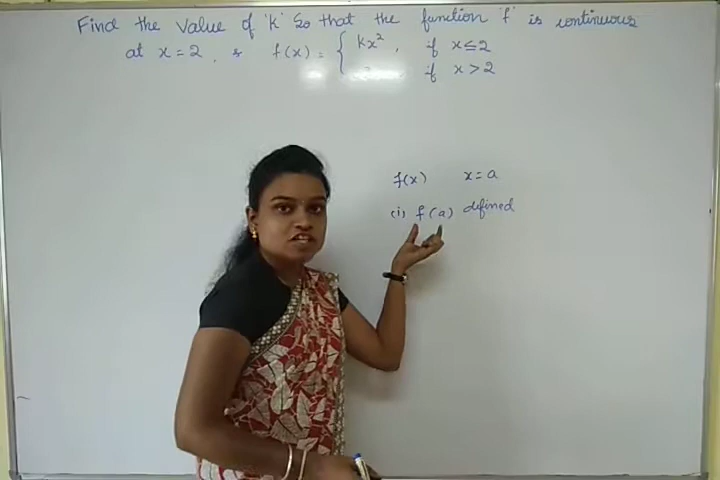 Find the value of 'k' so that the function 'f' is continuous
at x = 2, & f(x) = { kx², if x ≤ 2
, if x > 2
f(x) x = a
(i) f(a) defined